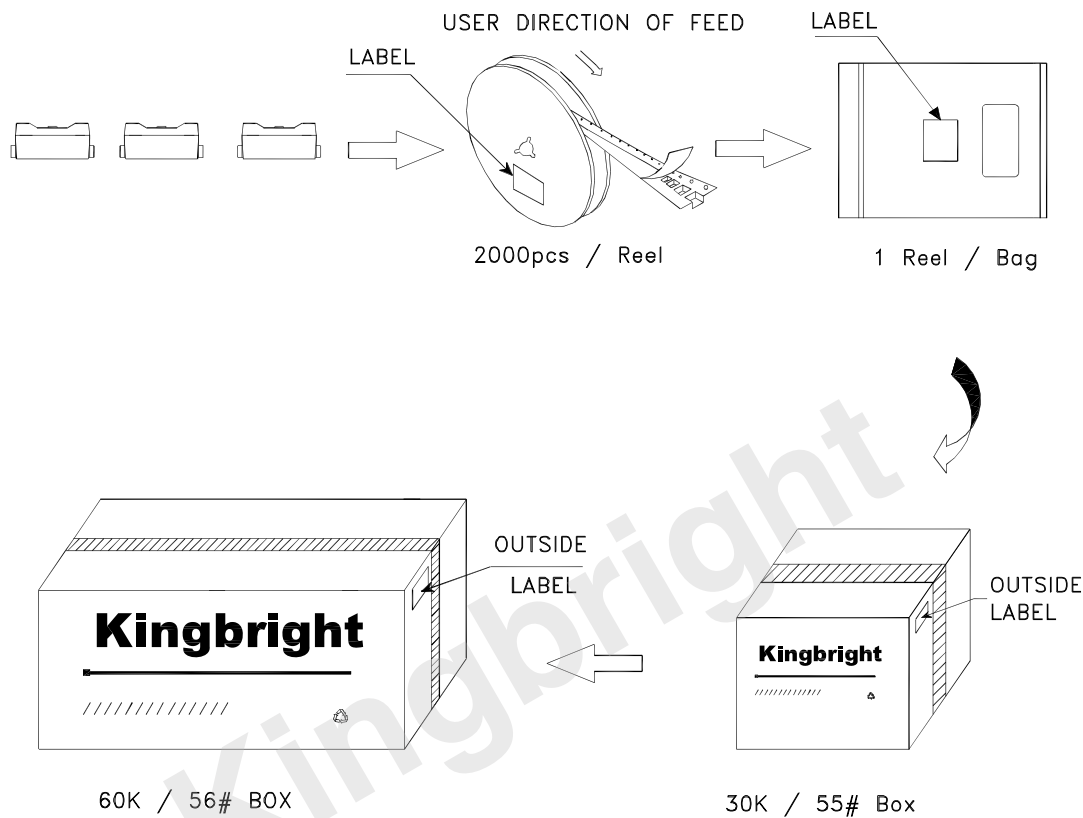 USER DIRECTION OF FEED
LABEL
LABEL
2000pcs / Reel
1 Reel / Bag
OUTSIDE
LABEL
Kingbright
60K / 56# BOX
OUTSIDE
LABEL
Kingbright
30K / 55# Box
Kingbright